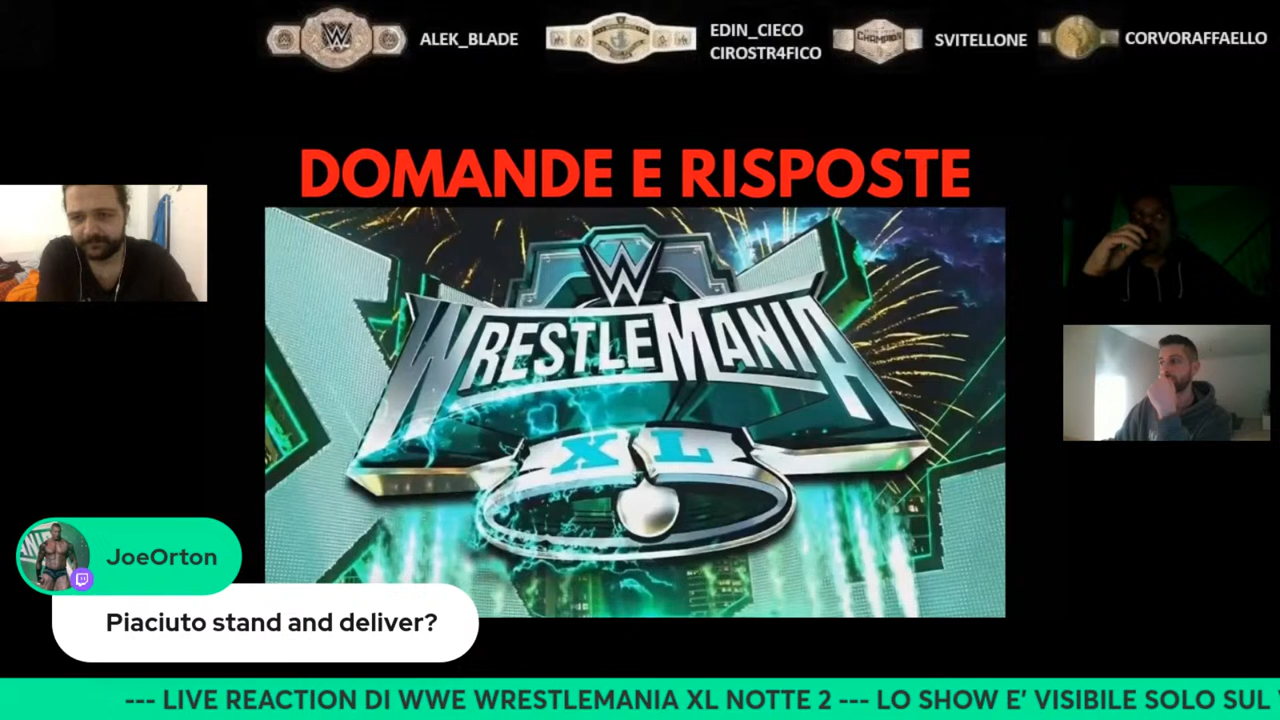 ALEK_BLADE
EDIN_CIECO
CIROSTR4FICO
CHAMPION
SVITELLONE
CORVORAFFAELLO
DOMANDE E RISPOSTE
W
WRESTLEMANIA
XL
JoeOrton
Piaciuto stand and deliver?
--- LIVE REACTION DI WWE WRESTLEMANIA XL NOTTE 2 --- LO SHOW E' VISIBILE SOLO SUL